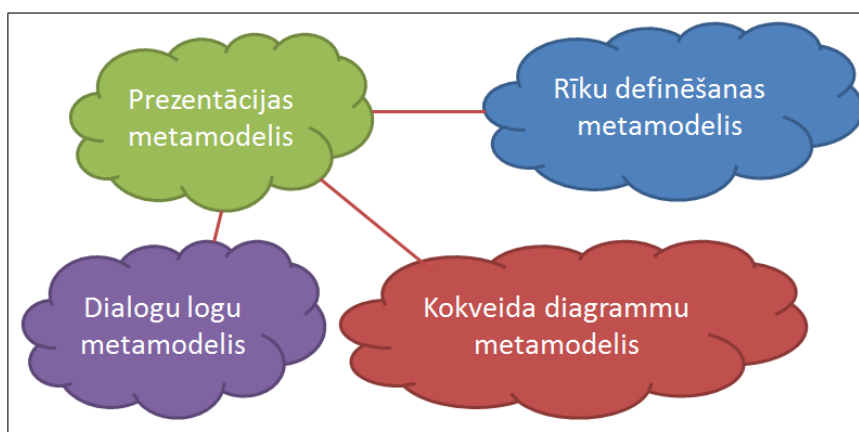 Prezentācijas
metamodelis
Rīku definēšanas
metamodelis
Dialogu logu
metamodelis
Kokveida diagrammu
metamodelis